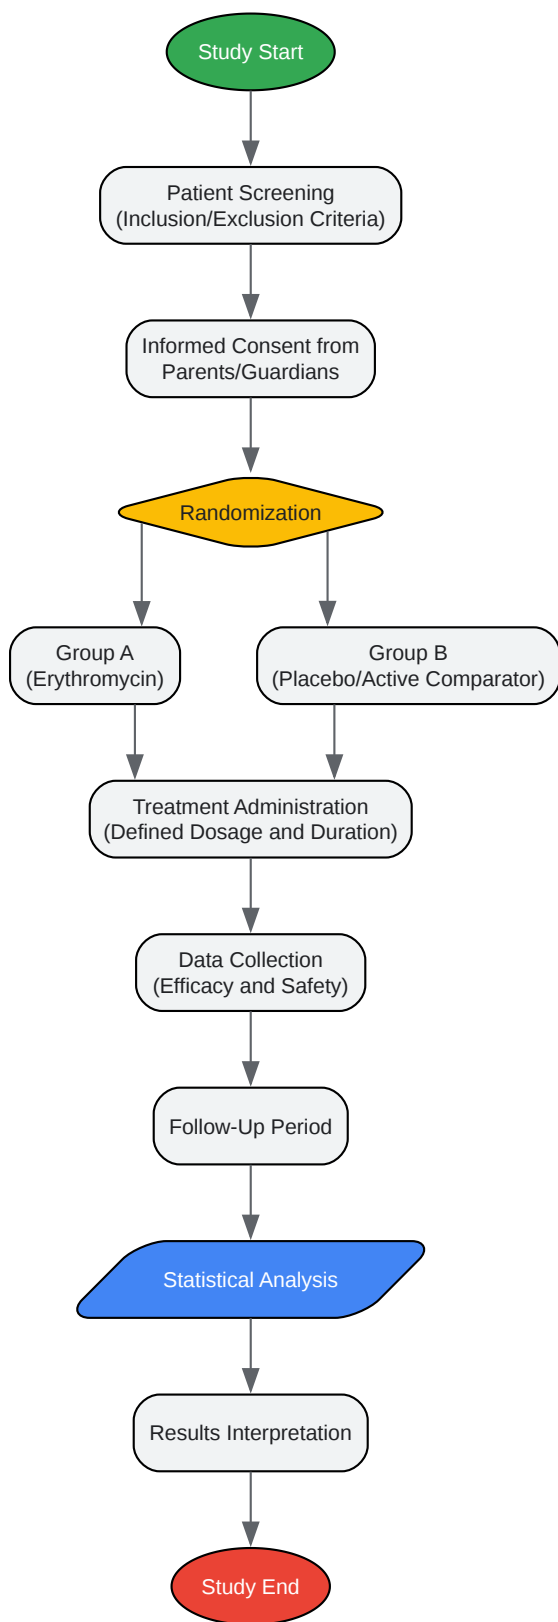 Study Start
Patient Screening
(Inclusion/Exclusion Criteria)
Informed Consent from
Parents/Guardians
Randomization
Group A
(Erythromycin)
Group B
(Placebo/Active Comparator)
Treatment Administration
(Defined Dosage and Duration)
Data Collection
(Efficacy and Safety)
Follow-Up Period
Statistical Analysis
Results Interpretation
Study End